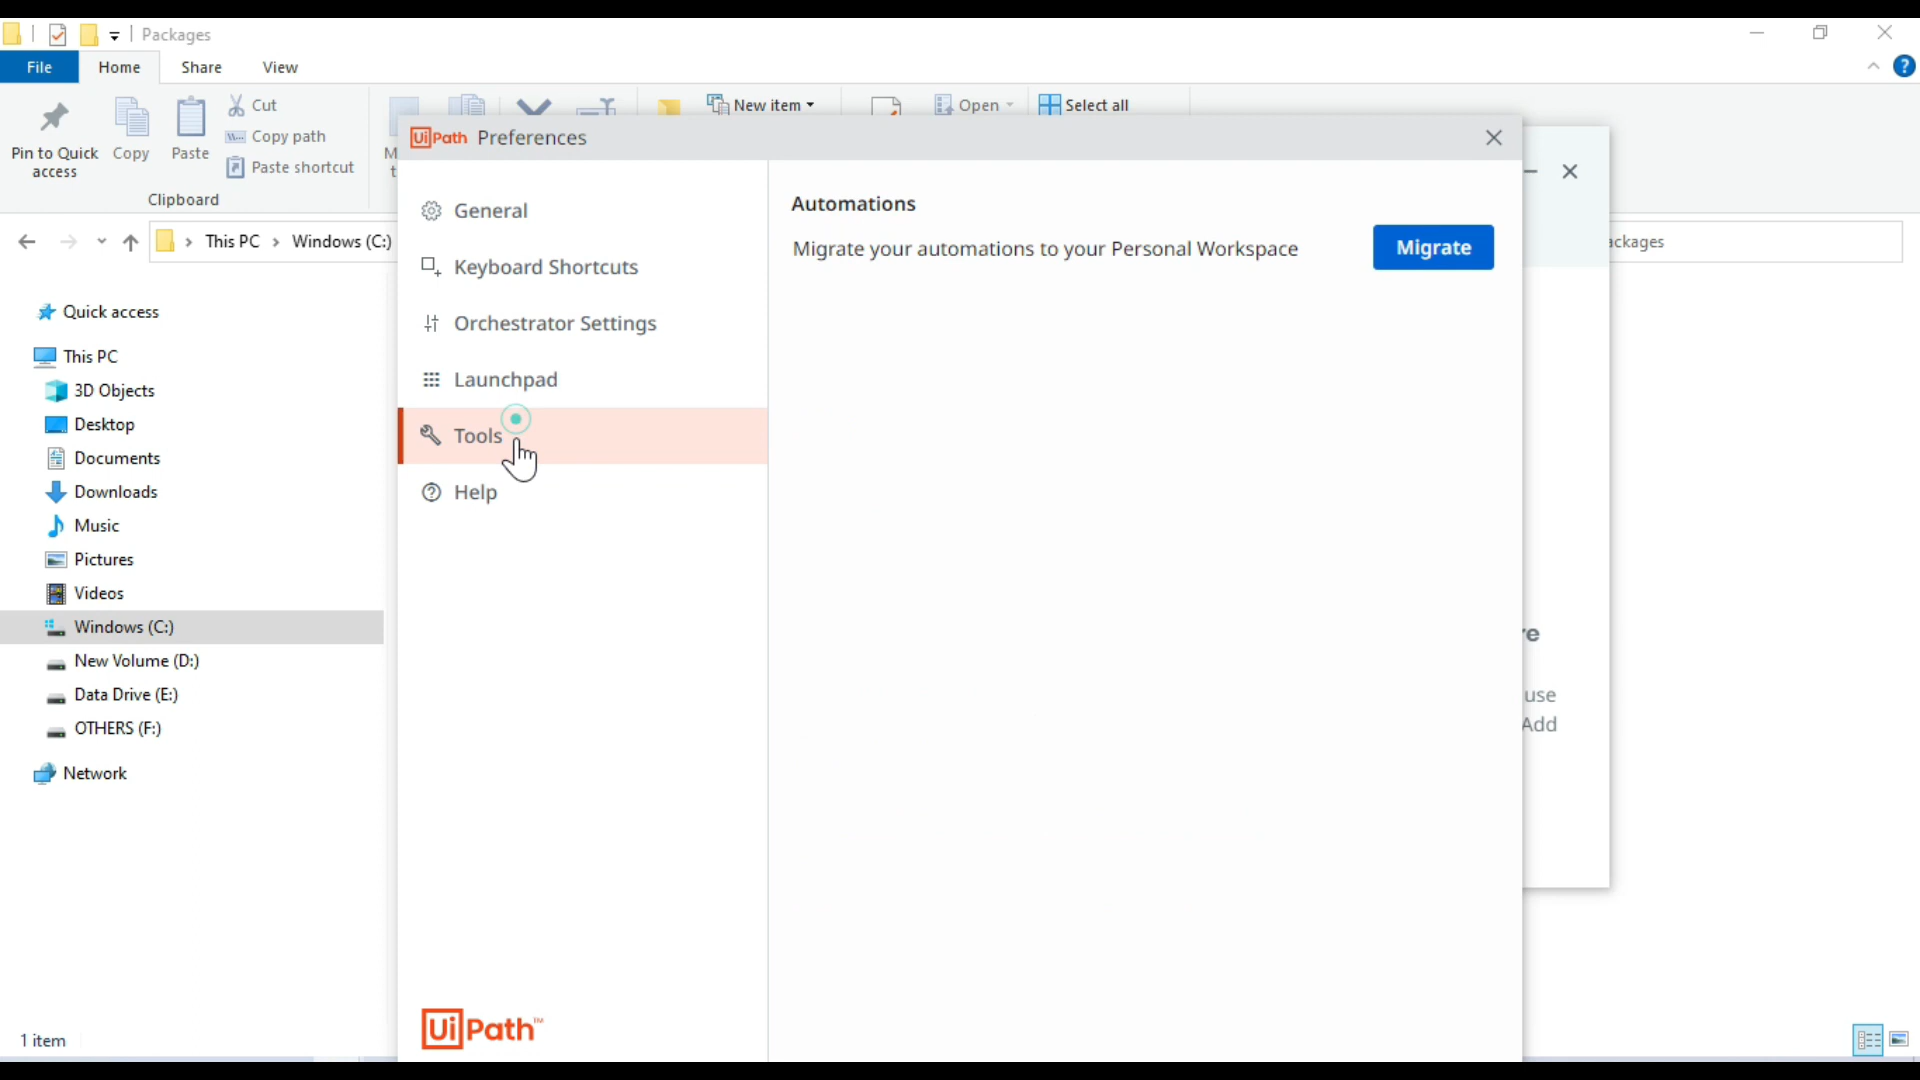 Packages
File Home Share View
Pin to Quick access
Copy
Paste
Cut
Copy path
Paste shortcut
Clipboard
New item
Open
Select all
This PC > Windows (C:)
Quick access
This PC
3D Objects
Desktop
Documents
Downloads
Music
Pictures
Videos
Windows (C:)
New Volume (D:)
Data Drive (E:)
OTHERS (F:)
Network
1 item
UiPath Preferences
General
Keyboard Shortcuts
Orchestrator Settings
Launchpad
Tools
Help
UiPath™
Automations
Migrate your automations to your Personal Workspace
Migrate
ackages
re
use
Add